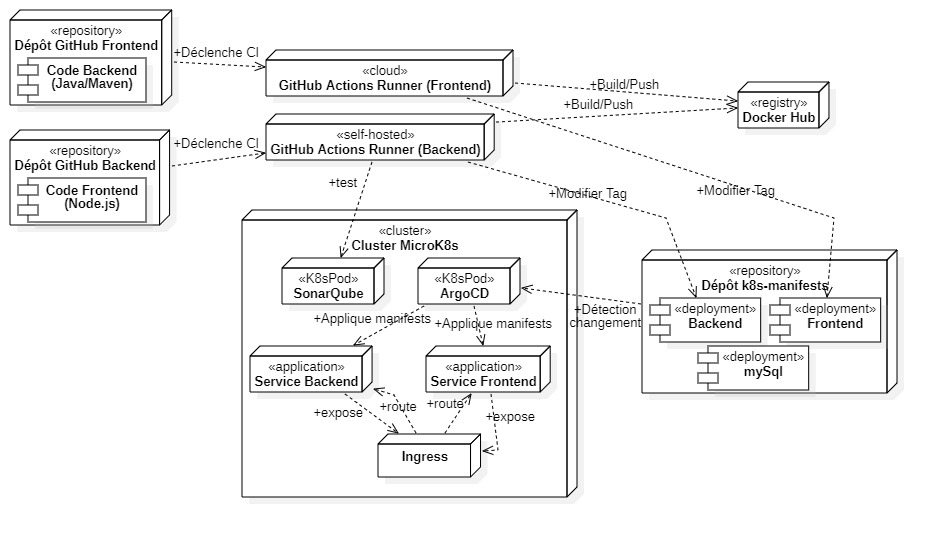 «repository»
Dépôt GitHub Frontend
Code Backend
(Java/Maven)
+Déclenche CI
«cloud»
GitHub Actions Runner (Frontend)
+Build/Push
«registry»
Docker Hub
«repository»
Dépôt GitHub Backend
Code Frontend
(Node.js)
+Déclenche CI
«self-hosted»
GitHub Actions Runner (Backend)
+Build/Push
+test
+Modifier Tag
+Modifier Tag
«cluster»
Cluster MicroK8s
«K8sPod»
SonarQube
«K8sPod»
ArgoCD
+Détection
changement
«repository»
Dépôt k8s-manifests
«deployment»
Backend
«deployment»
Frontend
«deployment»
mySql
+Applique manifests
+Applique manifests
«application»
Service Backend
«application»
Service Frontend
+expose
+route
+route
+expose
Ingress